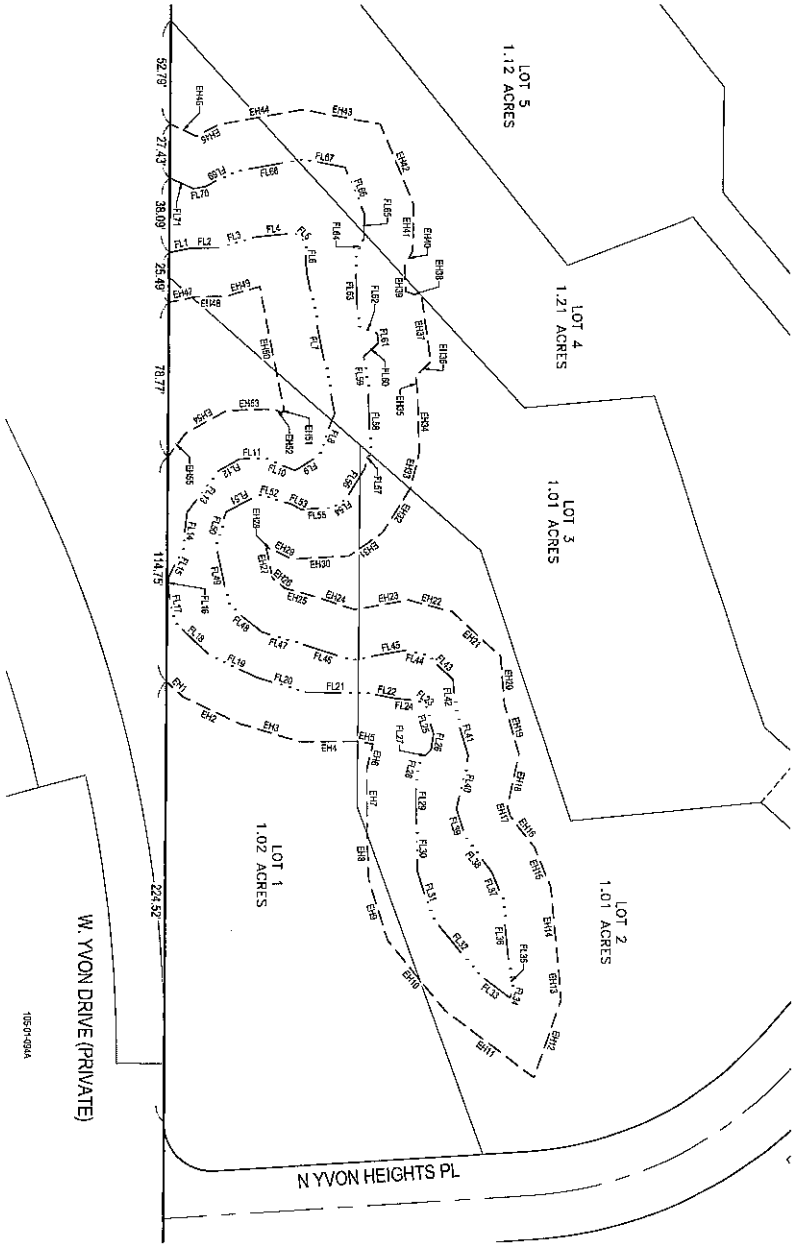 LOT 5
1.12 ACRES
LOT 4
1.21 ACRES
LOT 3
1.01 ACRES
LOT 2
1.01 ACRES
LOT 1
1.02 ACRES
52.79'
27.43'
38.09'
25.49'
78.77'
114.75'
224.52'
EH46
EH45
EH44
EH43
EH42
EH41
EH40
EH39
EH38
EH37
EH36
EH35
EH34
EH33
EH32
EH31
EH30
EH29
EH28
EH27
EH26
EH25
EH24
EH23
EH22
EH21
EH20
EH19
EH18
EH17
EH16
EH15
EH14
EH13
EH12
EH11
EH10
EH9
EH8
EH7
EH6
EH5
EH4
EH3
EH2
EH1
EH47
EH48
EH49
EH50
EH51
EH52
EH53
EH54
EH55
FL71
FL70
FL69
FL68
FL67
FL66
FL65
FL64
FL63
FL62
FL61
FL60
FL59
FL58
FL57
FL56
FL54
FL55
FL53
FL52
FL51
FL50
FL49
FL48
FL47
FL46
FL45
FL44
FL43
FL42
FL41
FL40
FL39
FL38
FL37
FL36
FL35
FL34
FL33
FL32
FL31
FL30
FL29
FL28
FL27
FL26
FL25
FL24
FL23
FL22
FL21
FL20
FL19
FL18
FL17
FL16
FL15
FL14
FL13
FL12
FL11
FL10
FL9
FL8
FL7
FL6
FL5
FL4
FL3
FL2
FL1
W. YVON DRIVE (PRIVATE)
N YVON HEIGHTS PL
105-01-094A